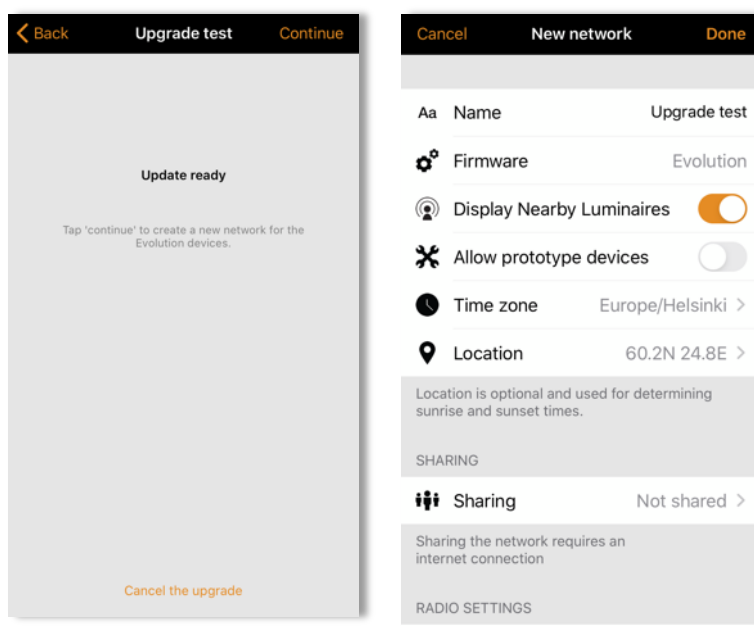 Back Upgrade test Continue
Update ready
Tap 'continue' to create a new network for the
Evolution devices.
Cancel the upgrade
Cancel New network Done
Aa Name Upgrade test
Firmware Evolution
Display Nearby Luminaires
Allow prototype devices
Time zone Europe/Helsinki
Location 60.2N 24.8E
Location is optional and used for determining
sunrise and sunset times.
SHARING
Sharing Not shared
Sharing the network requires an
internet connection
RADIO SETTINGS